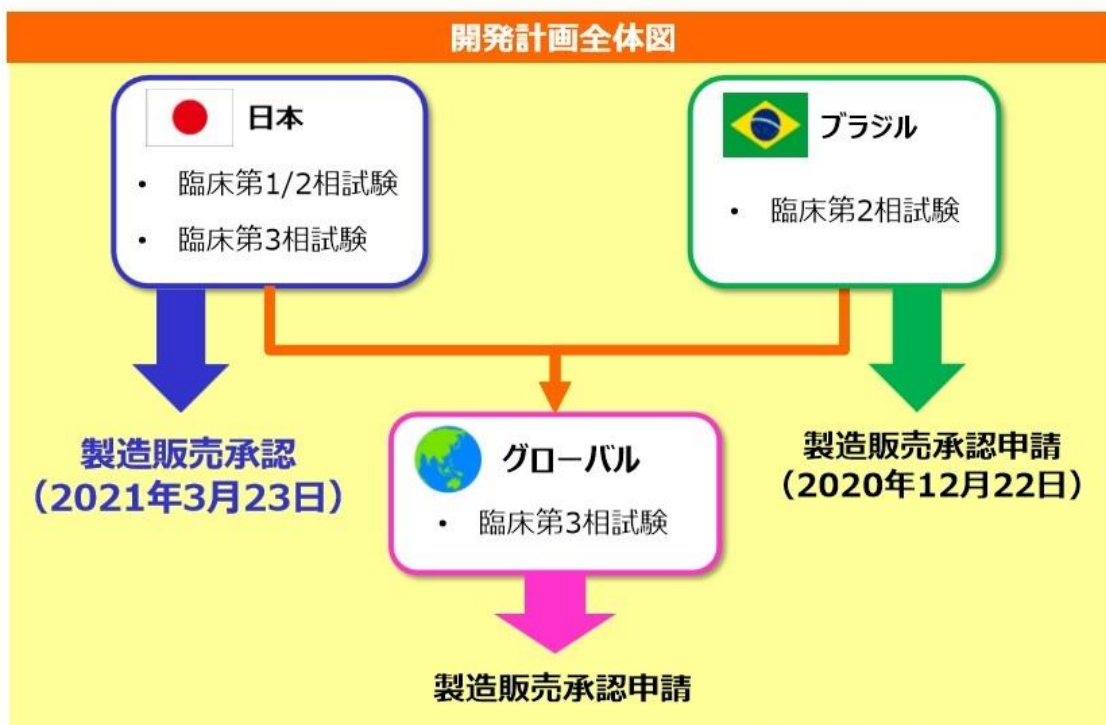 開発計画全体図
日本
・ 臨床第1/2相試験
・ 臨床第3相試験
ブラジル
・ 臨床第2相試験
製造販売承認
（2021年3月23日）
グローバル
・ 臨床第3相試験
製造販売承認申請
（2020年12月22日）
製造販売承認申請